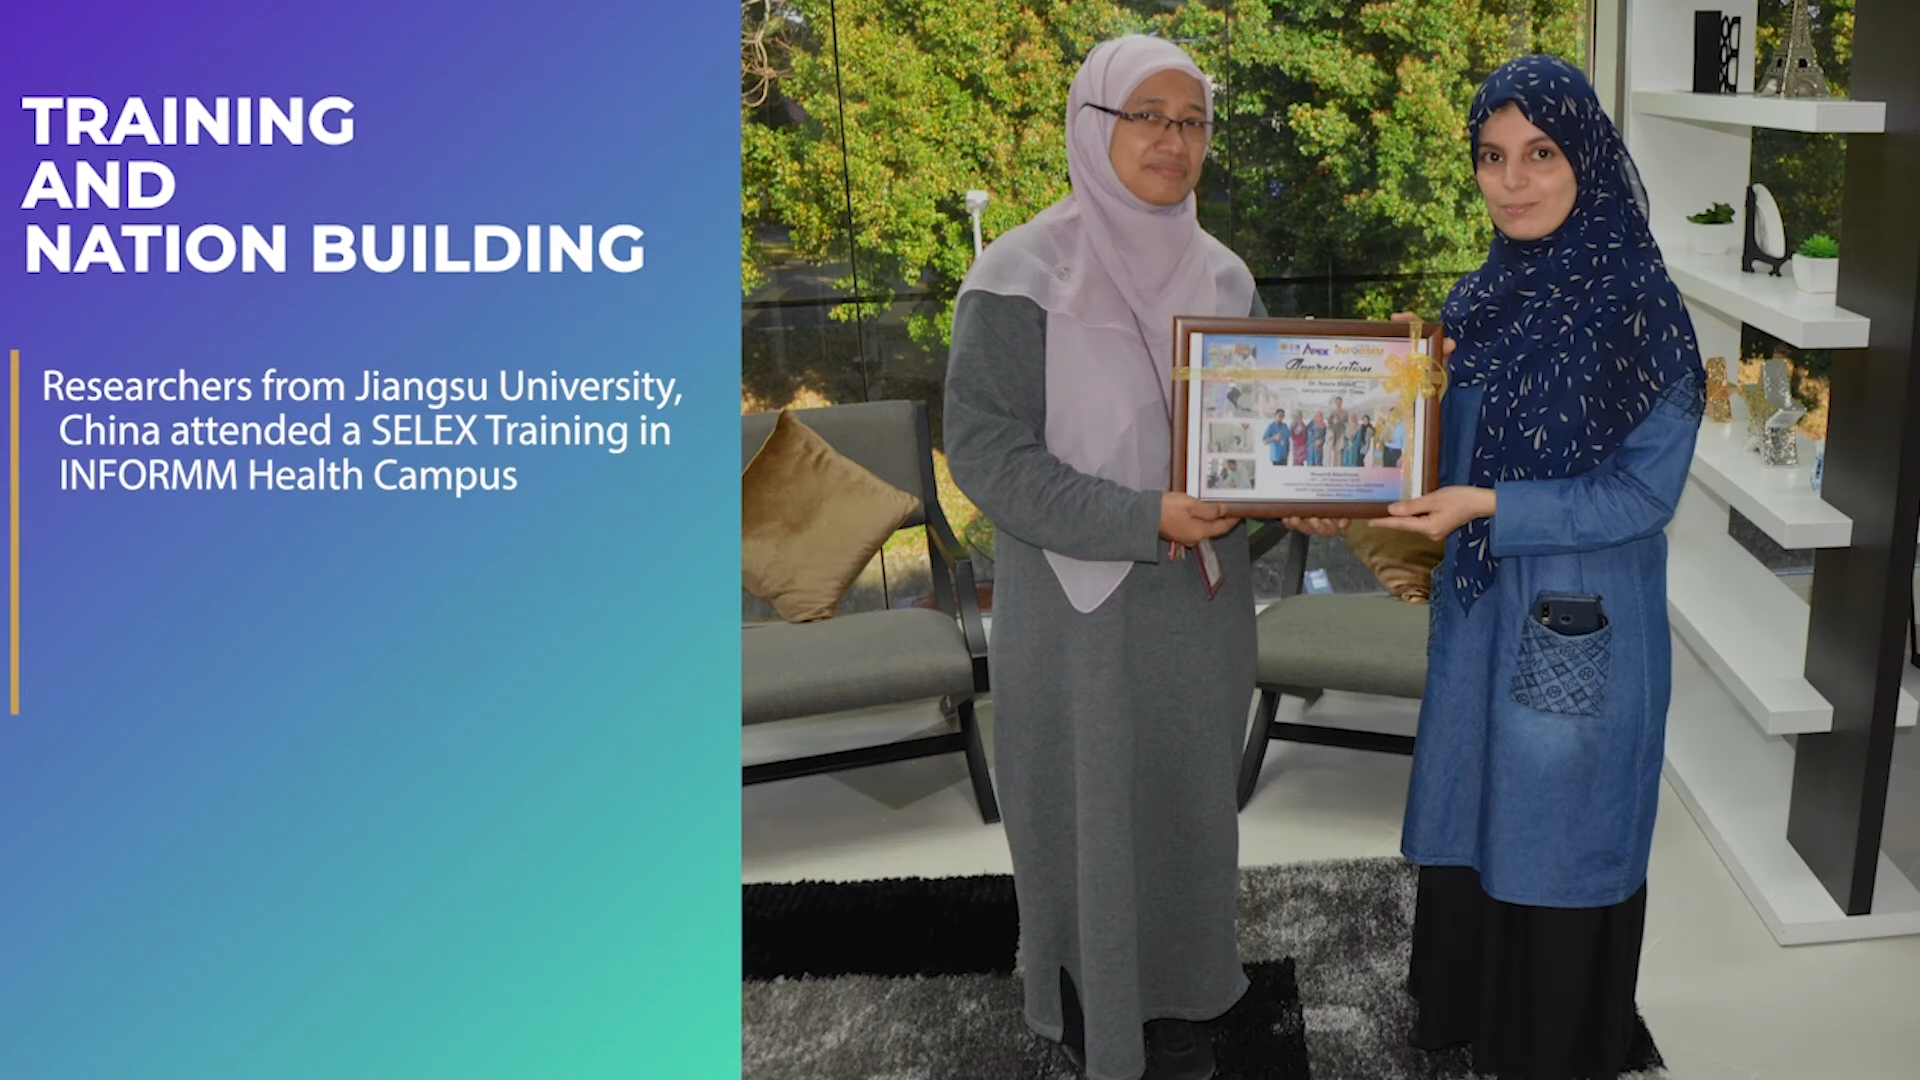 TRAINING
AND
NATION BUILDING
Researchers from Jiangsu University,
China attended a SELEX Training in
INFORMM Health Campus
APEX INFORMM
Appreciation